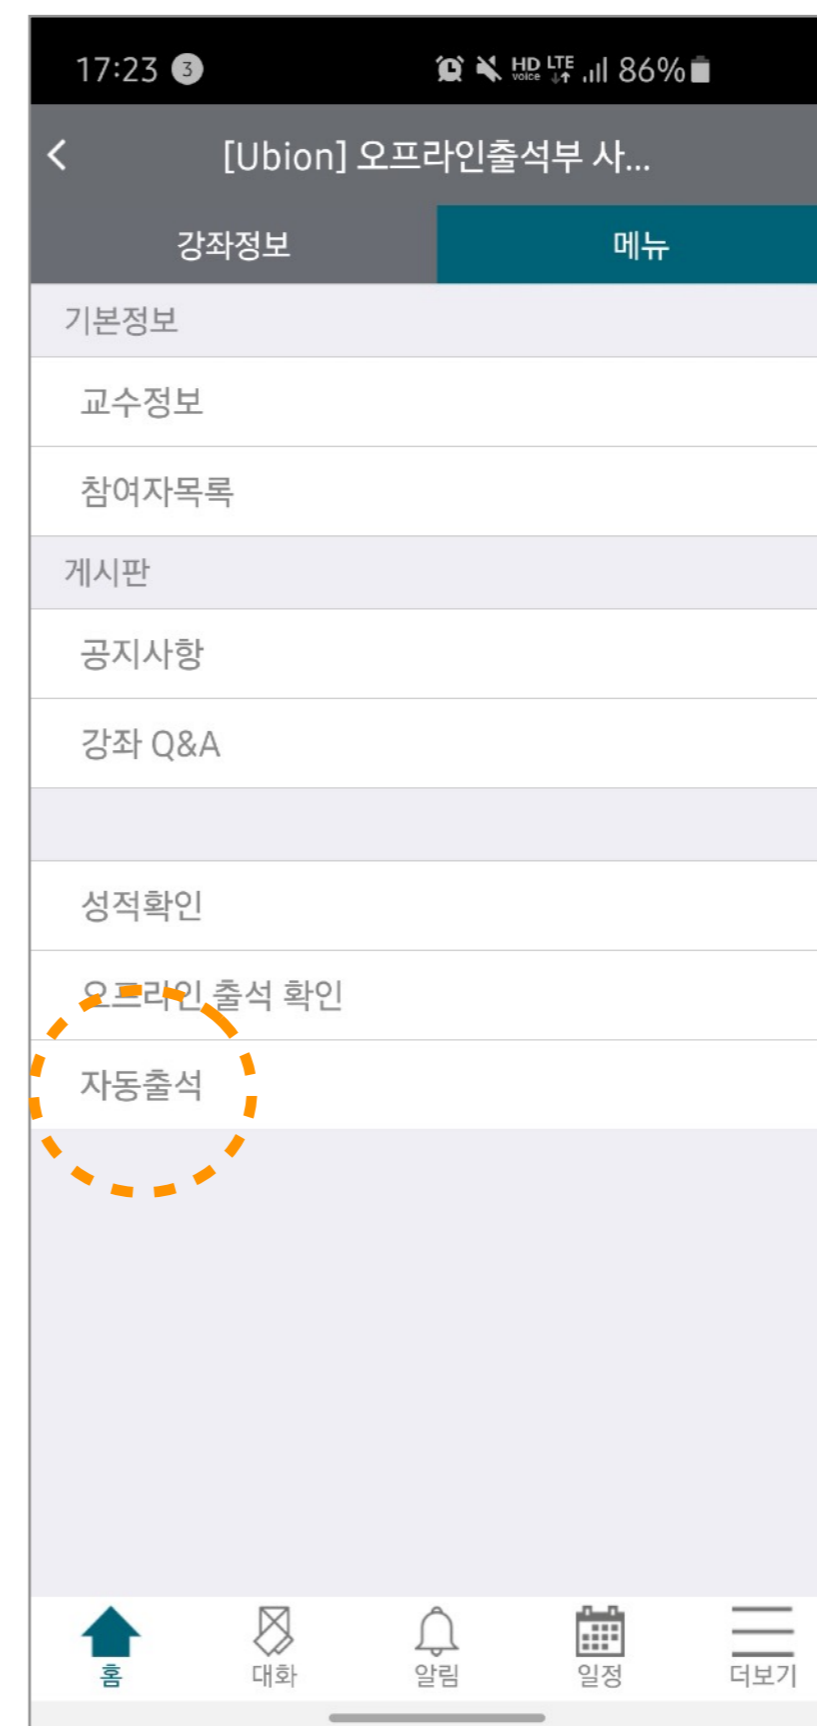 17:23 3 HD voice LTE 86%
[Ubion] 오프라인출석부 사...
강좌정보 메뉴
기본정보
교수정보
참여자목록
게시판
공지사항
강좌 Q&A
성적확인
오프라인 출석 확인
자동출석
홈 대화 알림 일정 더보기